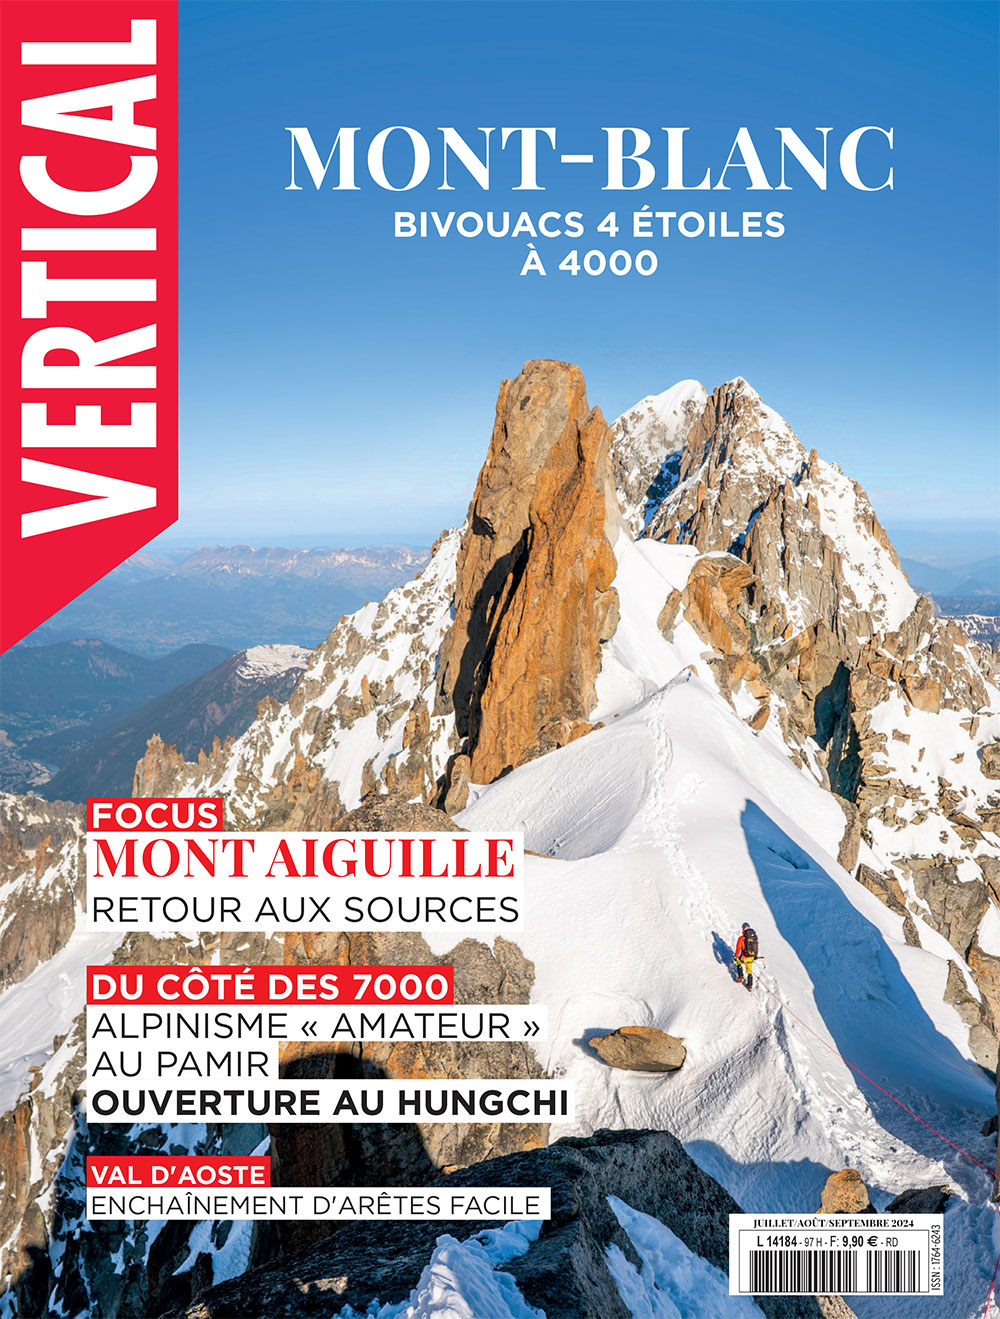 VERTICAL
MONT-BLANC
BIVOUACS 4 ÉTOILES
À 4000
FOCUS
MONT AIGUILLE
RETOUR AUX SOURCES
DU CÔTÉ DES 7000
ALPINISME « AMATEUR »
AU PAMIR
OUVERTURE AU HUNGCHI
VAL D'AOSTE
ENCHAÎNEMENT D'ARÊTES FACILE
JUILLET/AOÛT/SEPTEMBRE 2024
L 14184 - 97 H - F: 9,90 € - RD
ISSN : 1764-6243